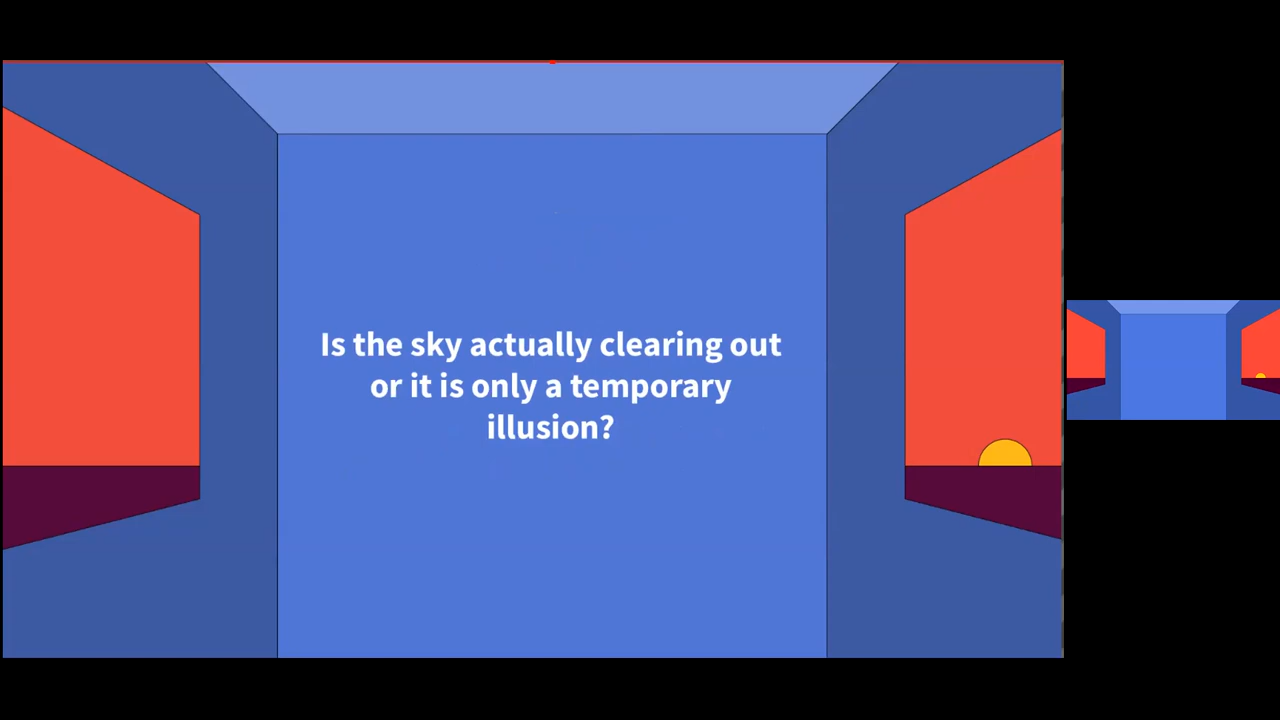 Is the sky actually clearing out
or it is only a temporary
illusion?